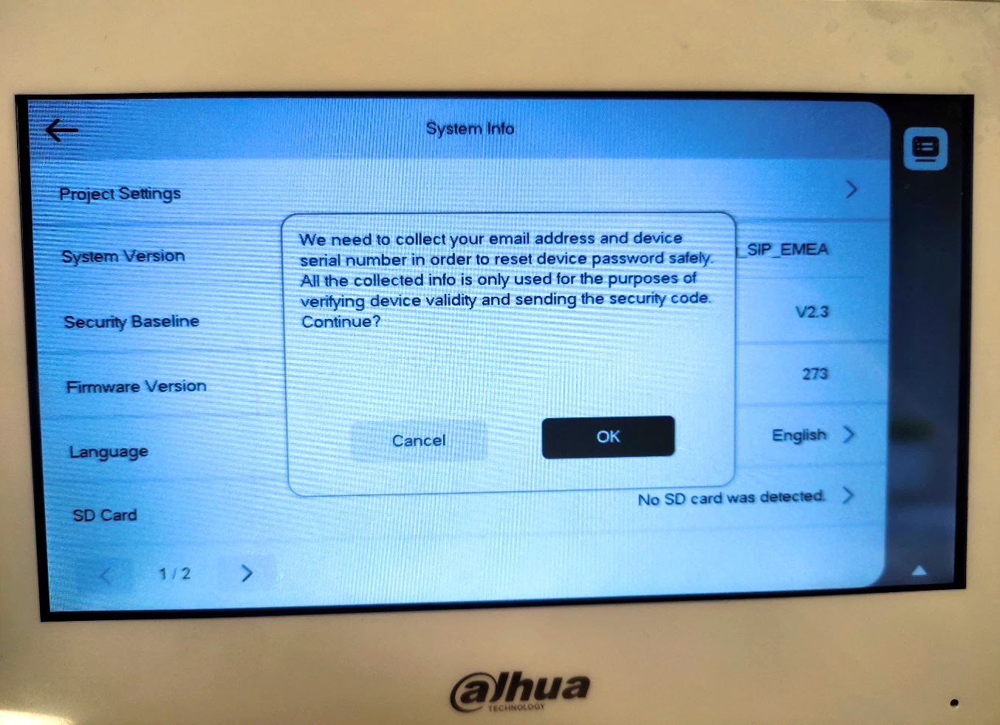 System Info
Project Settings
System Version
_SIP_EMEA
Security Baseline
V2.3
Firmware Version
273
Language
English
SD Card
No SD card was detected.
We need to collect your email address and device
serial number in order to reset device password safely.
All the collected info is only used for the purposes of
verifying device validity and sending the security code.
Continue?
Cancel
OK
1 / 2
alhua
TECHNOLOGY